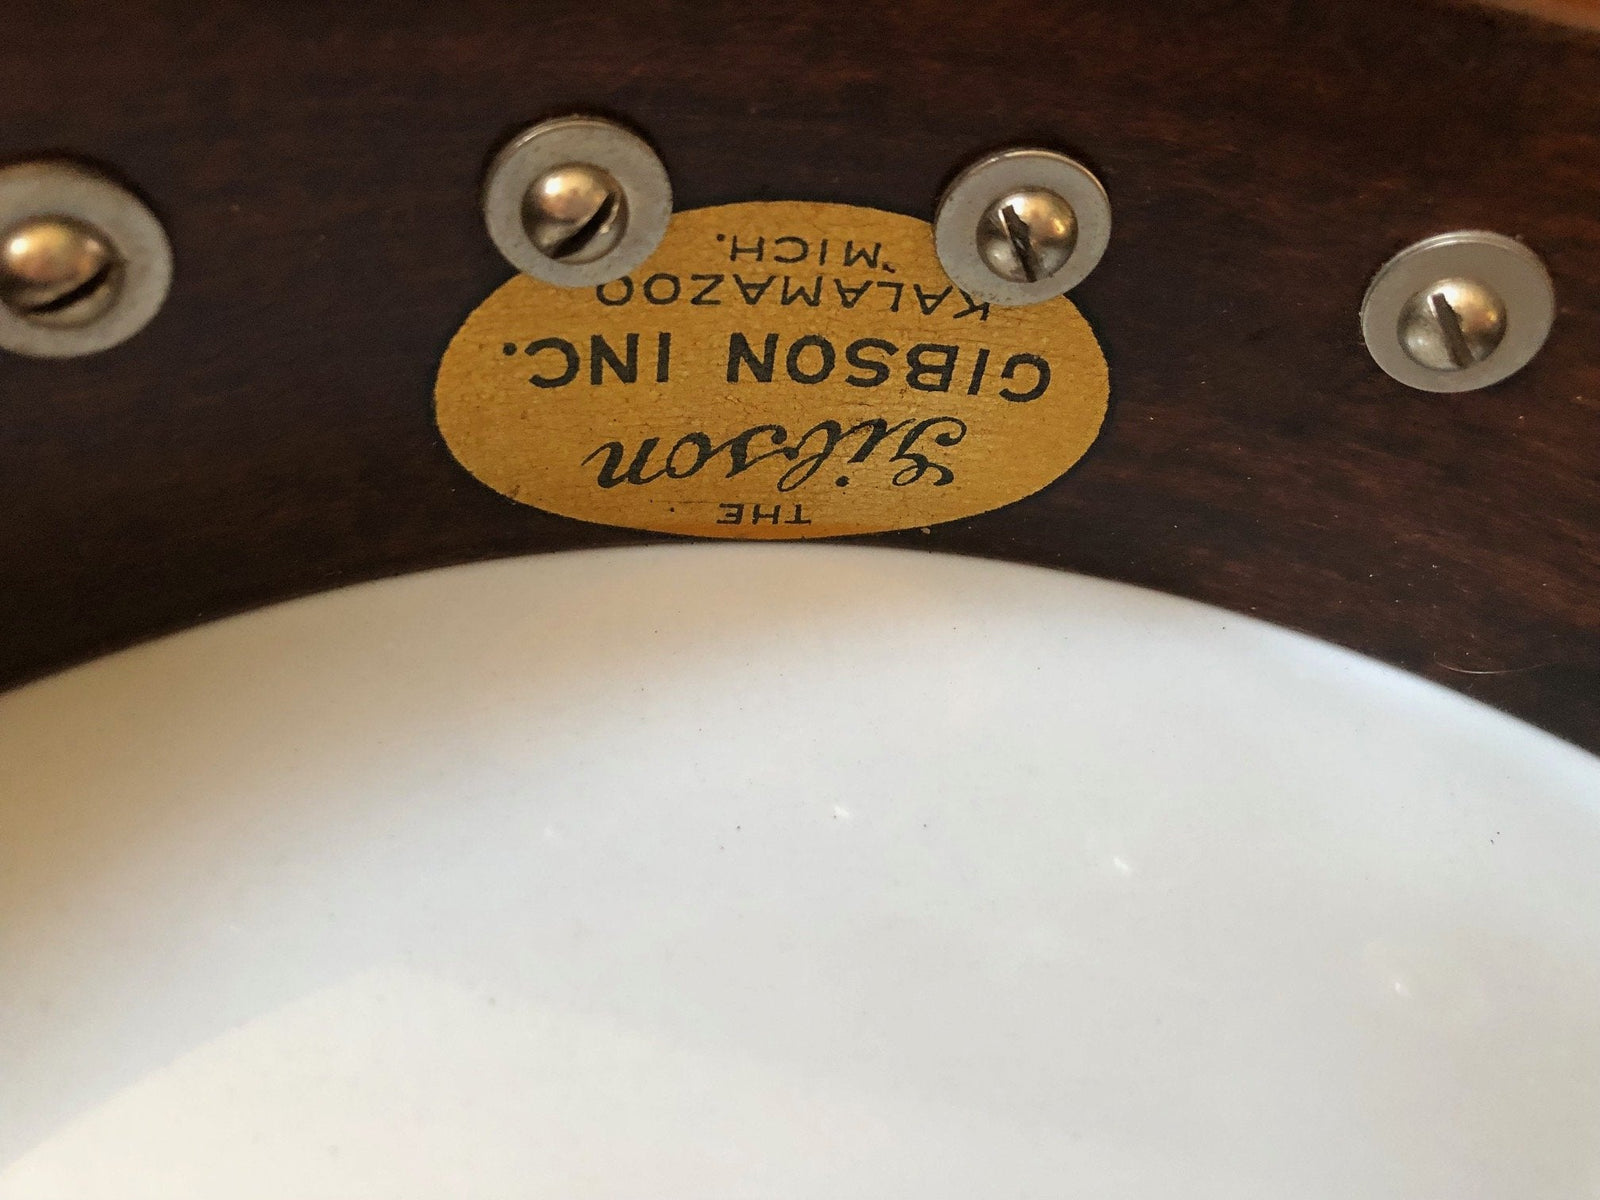 THE
Gibson
GIBSON INC.
KALAMAZOO
MICH.